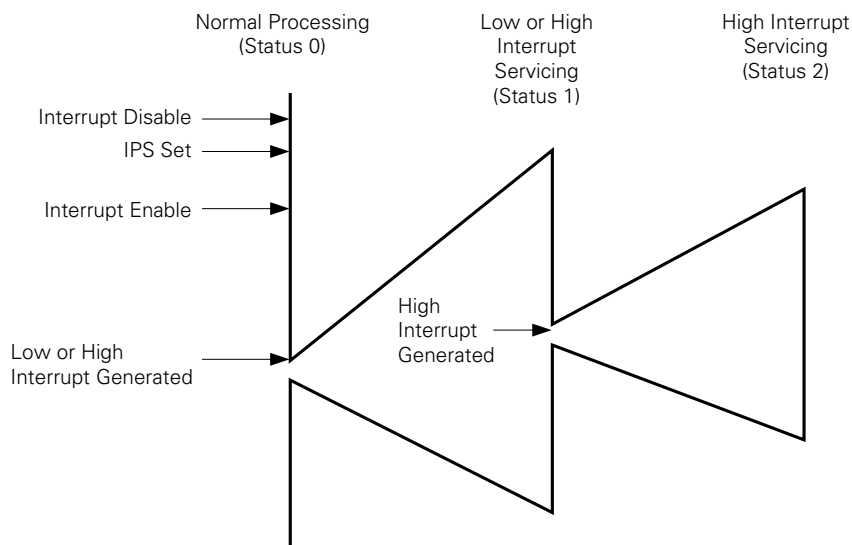 Normal Processing
(Status 0)
Low or High
Interrupt
Servicing
(Status 1)
High Interrupt
Servicing
(Status 2)
Interrupt Disable
IPS Set
Interrupt Enable
High
Interrupt
Generated
Low or High
Interrupt Generated